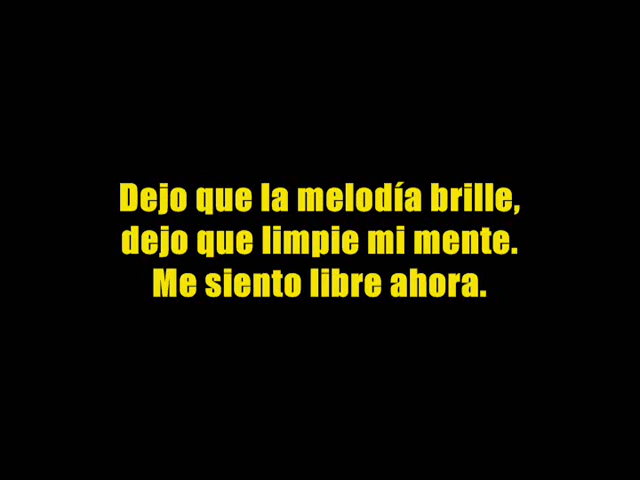 Dejo que la melodía brille,
dejo que limpie mi mente.
Me siento libre ahora.